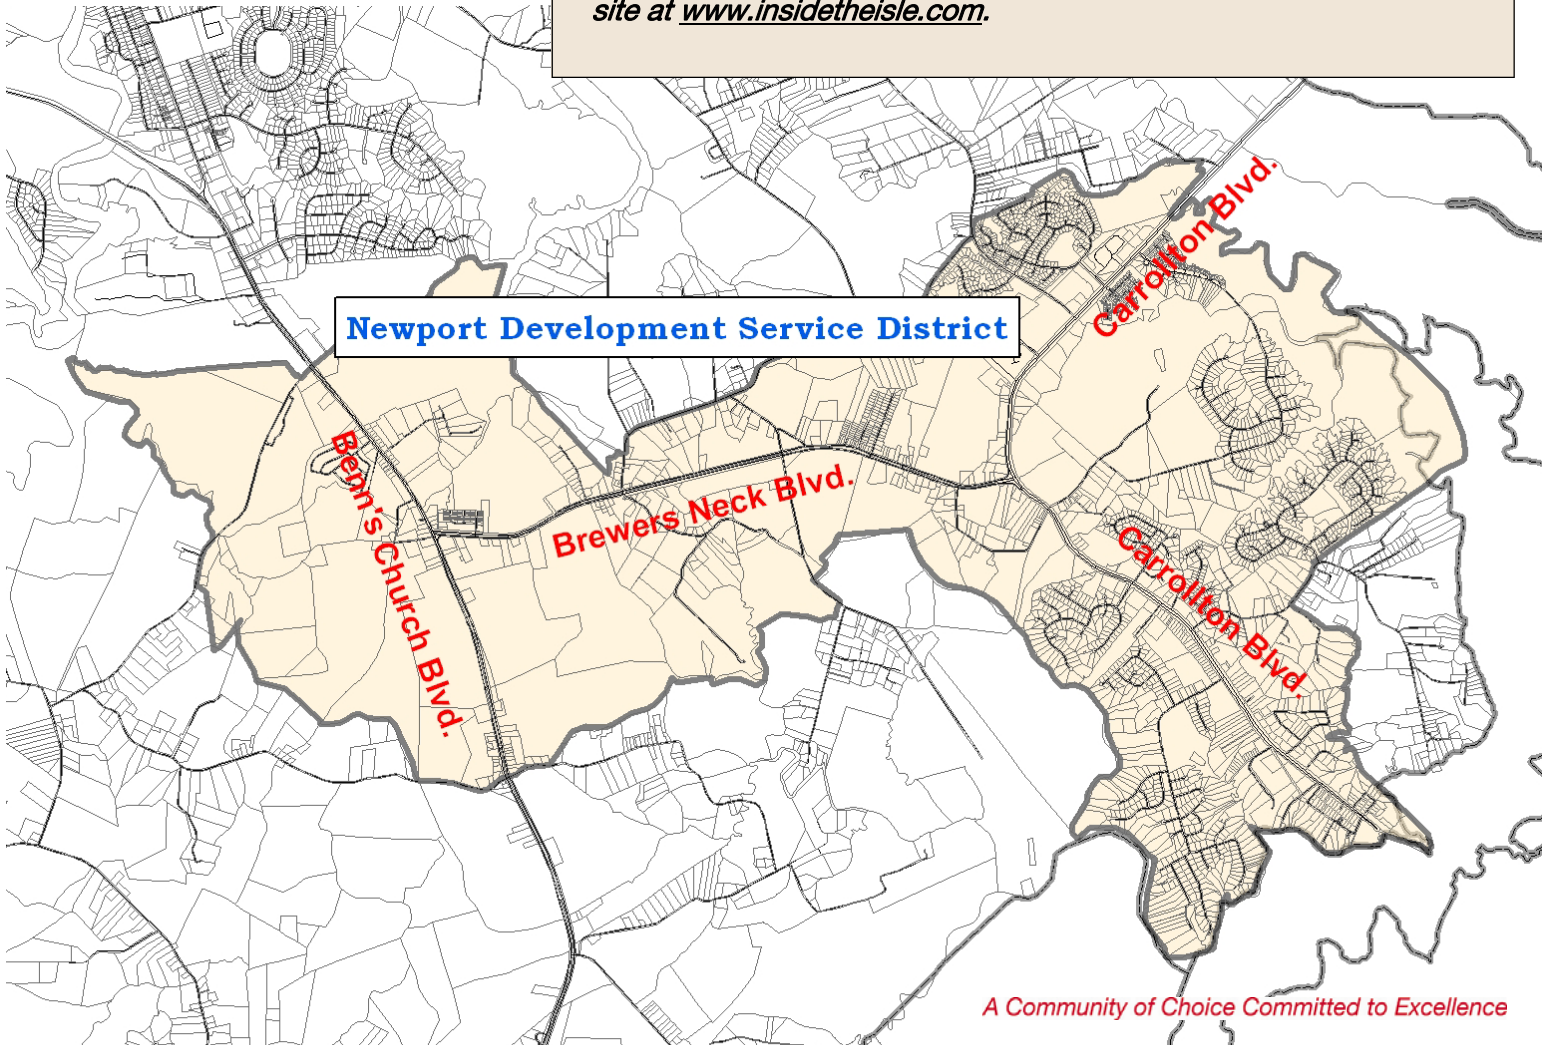 site at www.insidetheisle.com.
Carrollton Blvd.
Newport Development Service District
Benn's Church Blvd.
Brewers Neck Blvd.
Carrollton Blvd.
A Community of Choice Committed to Excellence